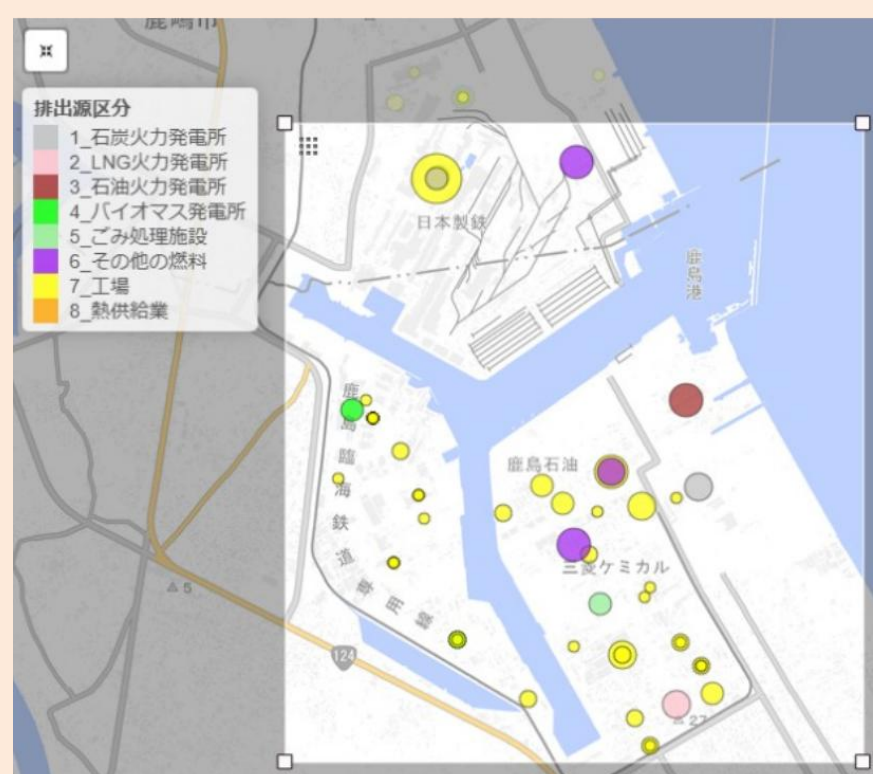 鹿嶋市
排出源区分
1_石炭火力発電所
2_LNG火力発電所
3_石油火力発電所
4_バイオマス発電所
5_ごみ処理施設
6_その他の燃料
7_工場
8_熱供給業
日本製鉄
鹿島港
鹿島臨海鉄道専用線
鹿島石油
三菱ケミカル
5
124
27